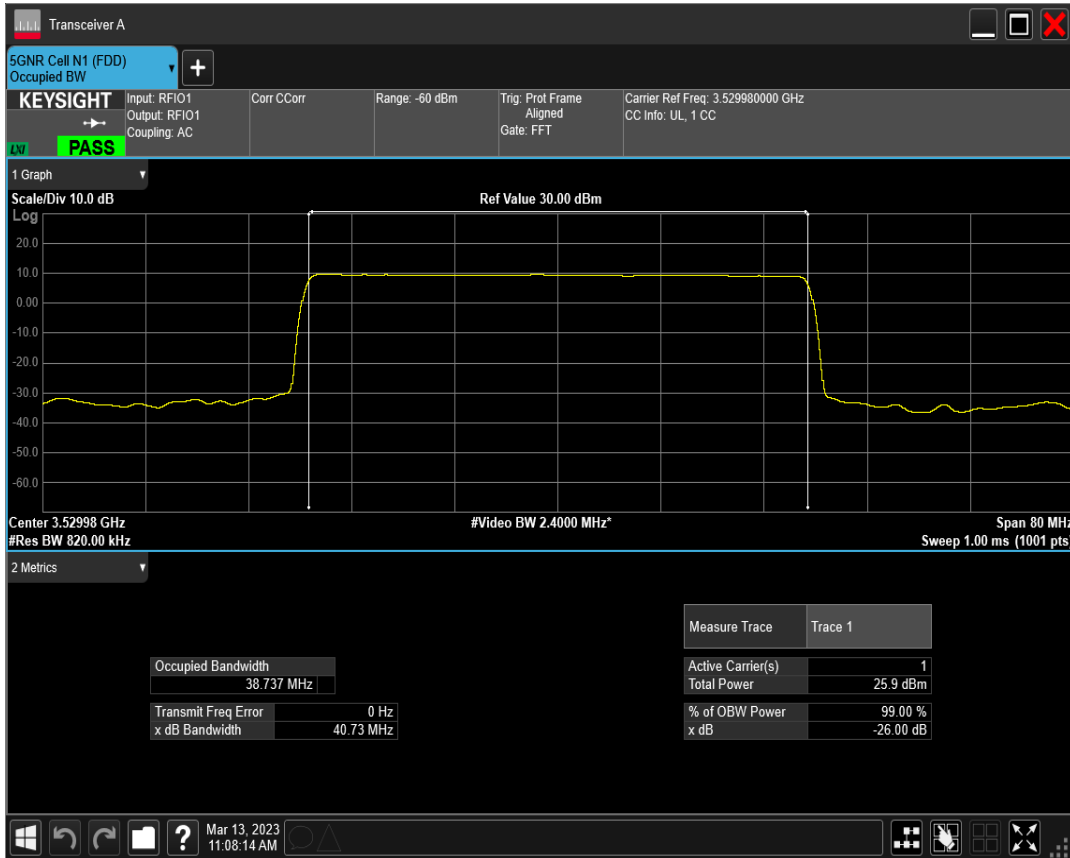 Transceiver A
5GNR Cell N1 (FDD)
Occupied BW
+
KEYSIGHT
LXI
PASS
Input: RFIO1
Output: RFIO1
Coupling: AC
Corr CCorr
Range: -60 dBm
Trig: Prot Frame
Aligned
Gate: FFT
Carrier Ref Freq: 3.529980000 GHz
CC Info: UL, 1 CC
1 Graph
Scale/Div 10.0 dB
Ref Value 30.00 dBm
Log
20.0
10.0
0.00
-10.0
-20.0
-30.0
-40.0
-50.0
-60.0
Center 3.52998 GHz
#Video BW 2.4000 MHz*
Span 80 MHz
#Res BW 820.00 kHz
Sweep 1.00 ms (1001 pts)
2 Metrics
Measure Trace Trace 1
Occupied Bandwidth
38.737 MHz
Transmit Freq Error 0 Hz
x dB Bandwidth 40.73 MHz
Active Carrier(s) 1
Total Power 25.9 dBm
% of OBW Power 99.00 %
x dB -26.00 dB
?
Mar 13, 2023
11:08:14 AM